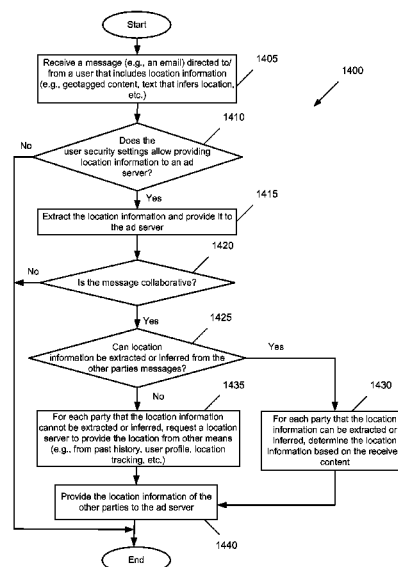 Start
Receive a message (e.g., an email) directed to/
from a user that includes location information
(e.g., geotagged content, text that infers location,
etc.)
1405
1400
1410
No
Does the
user security settings allow providing
location information to an ad
server?
Yes
1415
Extract the location information and provide it to
the ad server
1420
No
Is the message collaborative?
Yes
1425
Can location
information be extracted or inferred from the
other parties messages?
Yes
No
1435
For each party that the location information
cannot be extracted or inferred, request a location
server to provide the location from other means
(e.g., from past history, user profile, location
tracking, etc.)
1430
For each party that the location
information can be extracted or
inferred, determine the location
information based on the receive
content
Provide the location information of the
other parties to the ad server
1440
End